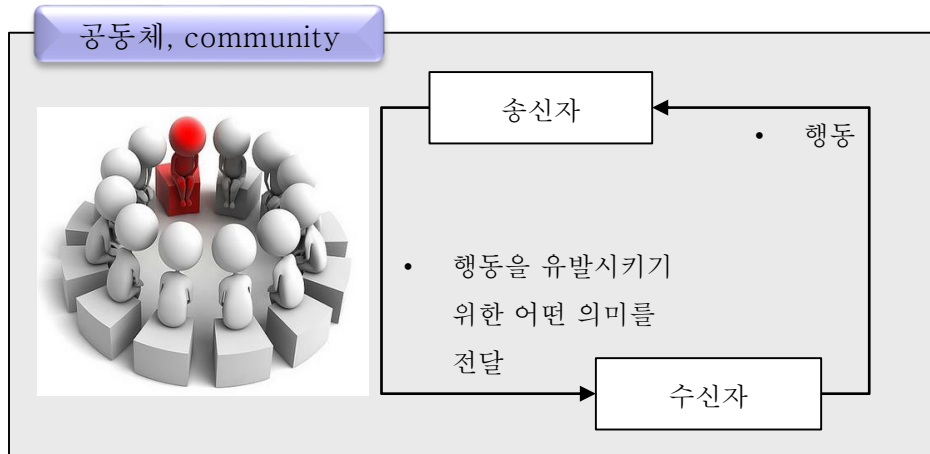 공동체, community
송신자
• 행동
• 행동을 유발시키기
위한 어떤 의미를
전달
수신자